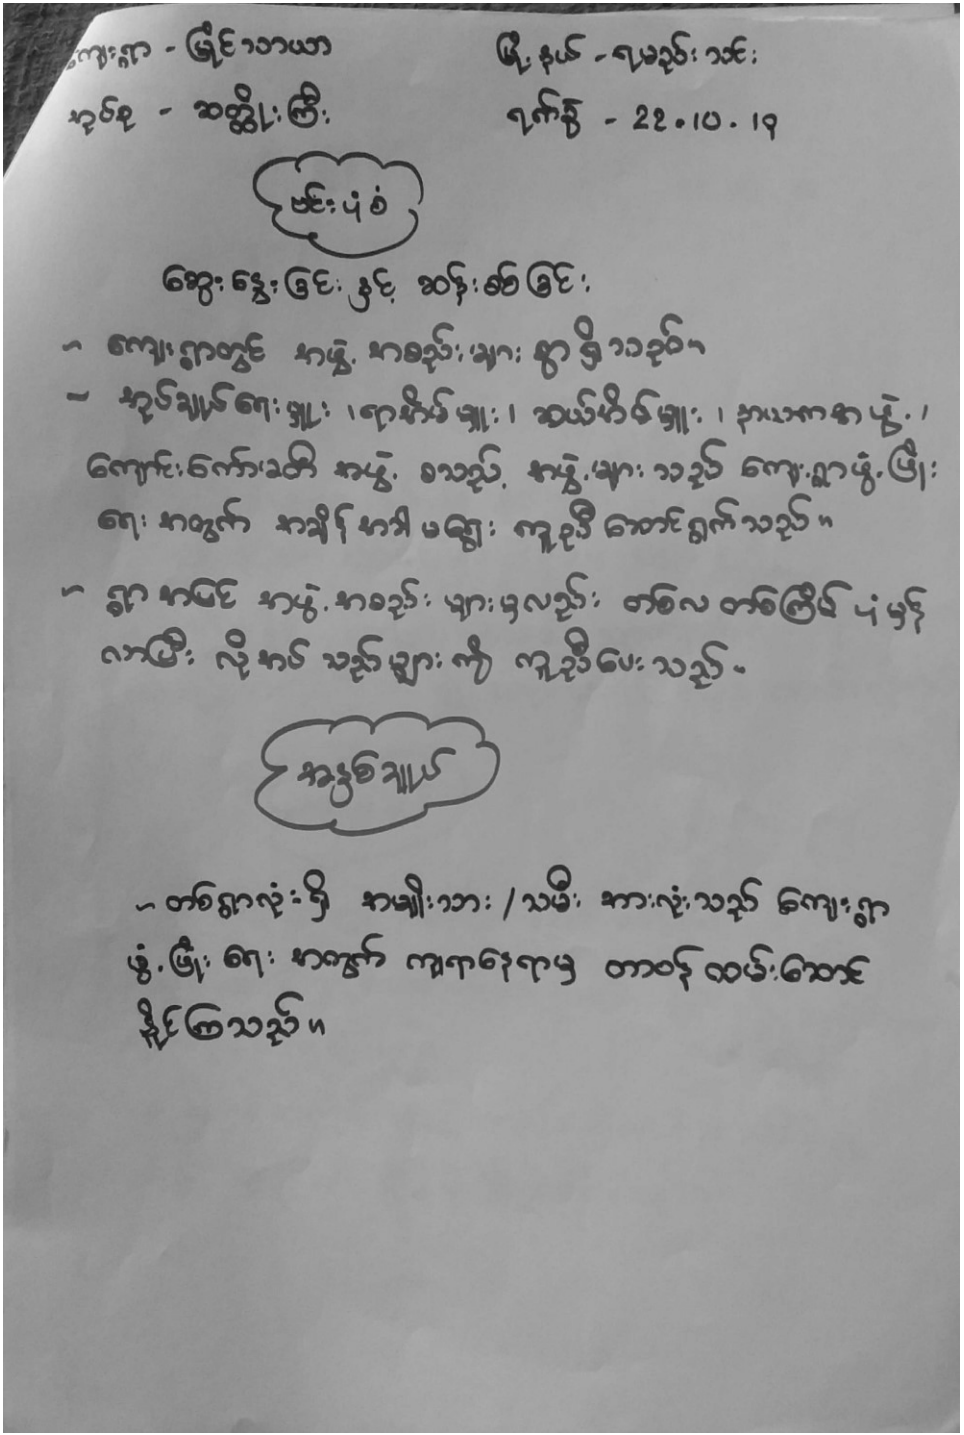 ကျေးရွာ - မြိုင်သာယာ မြို့နယ် - ရမည်းသင်း
အုပ်စု - ဆတ္ထိုးကြီး ရက်စွဲ - 22.10.19
ဗင်းပုံစံ
ဆွေးနွေးခြင်းနှင့် ဆန်းစစ်ခြင်း
- ကျေးရွာတွင် အဖွဲ့အစည်းများစွာရှိသည်။
- အုပ်ချုပ်ရေးမှူး၊ ရာအိမ်မှူး၊ ဆယ်အိမ်မှူး၊ နာယကအဖွဲ့၊
ကျောင်းကော်မတီ အဖွဲ့ စသည့် အဖွဲ့များသည် ကျေးရွာဖွံ့ဖြိုး
ရေးအတွက် အချိန်အခါမရွေး ကူညီဆောင်ရွက်သည်။
- ရွာအပြင် အဖွဲ့အစည်းများမှလည်း တစ်လတစ်ကြိမ် ပုံမှန်
လာပြီး လိုအပ်သည်များကို ကူညီပေးသည်။
အနှစ်ချုပ်
- တစ်ရွာလုံးရှိ အမျိုးသား/သမီး အားလုံးသည် ကျေးရွာ
ဖွံ့ဖြိုးရေးအတွက် ကျရာနေရာမှ တာဝန်ထမ်းဆောင်
နိုင်ကြသည်။